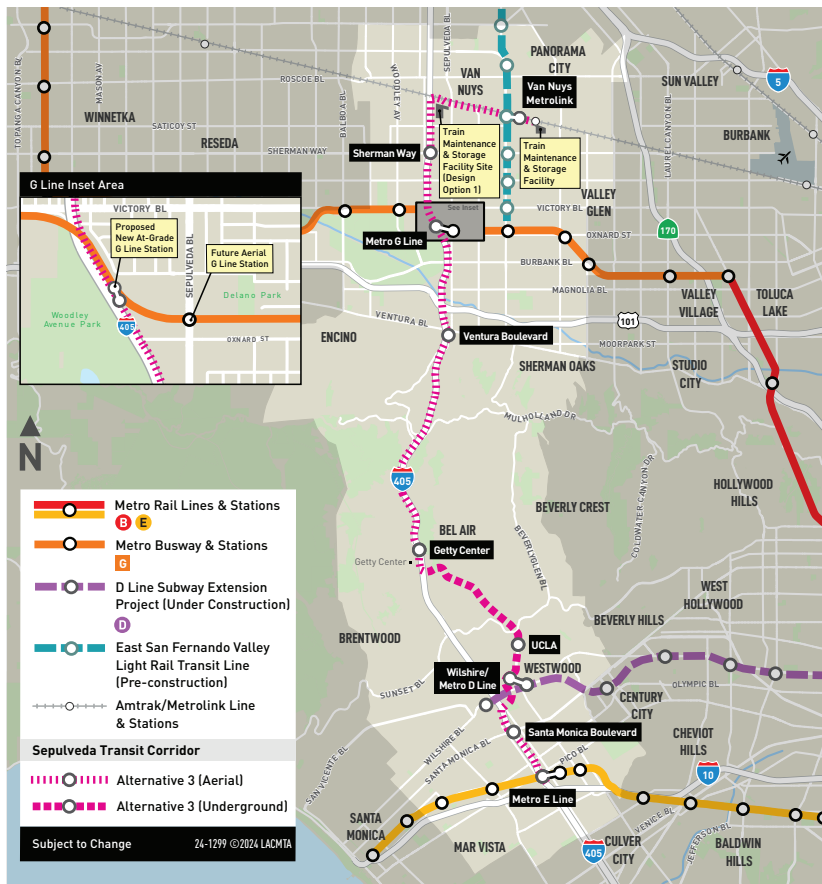 SEPULVEDA BL
PANORAMA
CITY
VAN
NUYS
Van Nuys
Metrolink
SUN VALLEY
5
TOPANGA CANYON BL
MASON AV
WINNETKA
ROSCOE BL
WOODLEY AV
BALBOA BL
LAUREL CANYON BL
BURBANK
SATICOY ST
RESEDA
SHERMAN WAY
Sherman Way
Train
Maintenance
& Storage
Facility Site
(Design
Option 1)
Train
Maintenance
& Storage
Facility
VALLEY
GLEN
See Inset
VICTORY BL
OXNARD ST
170
Metro G Line
BURBANK BL
MAGNOLIA BL
VALLEY
VILLAGE
TOLUCA
LAKE
G Line Inset Area
VICTORY BL
Proposed
New At-Grade
G Line Station
SEPULVEDA BL
Future Aerial
G Line Station
Delano Park
Woodley
Avenue Park
405
OXNARD ST
VENTURA BL
101
ENCINO
Ventura Boulevard
MOORPARK ST
SHERMAN OAKS
STUDIO
CITY
MULHOLLAND DR
N
405
COLDWATER CANYON DR
HOLLYWOOD
HILLS
BEVERLY CREST
BEL AIR
BEVERLY GLEN BL
Getty Center
Getty Center
WEST
HOLLYWOOD
BEVERLY HILLS
BRENTWOOD
UCLA
Wilshire/
Metro D Line
WESTWOOD
SUNSET BL
CENTURY
CITY
OLYMPIC BL
Santa Monica Boulevard
WILSHIRE BL
SANTA MONICA BL
PICO BL
CHEVIOT
HILLS
10
SAN VICENTE BL
Metro E Line
SANTA
MONICA
MAR VISTA
405
CULVER
CITY
VENICE BL
JEFFERSON BL
BALDWIN
HILLS
Metro Rail Lines & Stations
B E
Metro Busway & Stations
G
D Line Subway Extension
Project (Under Construction)
D
East San Fernando Valley
Light Rail Transit Line
(Pre-construction)
Amtrak/Metrolink Line
& Stations
Sepulveda Transit Corridor
Alternative 3 (Aerial)
Alternative 3 (Underground)
Subject to Change 24-1299 ©2024 LACMTA